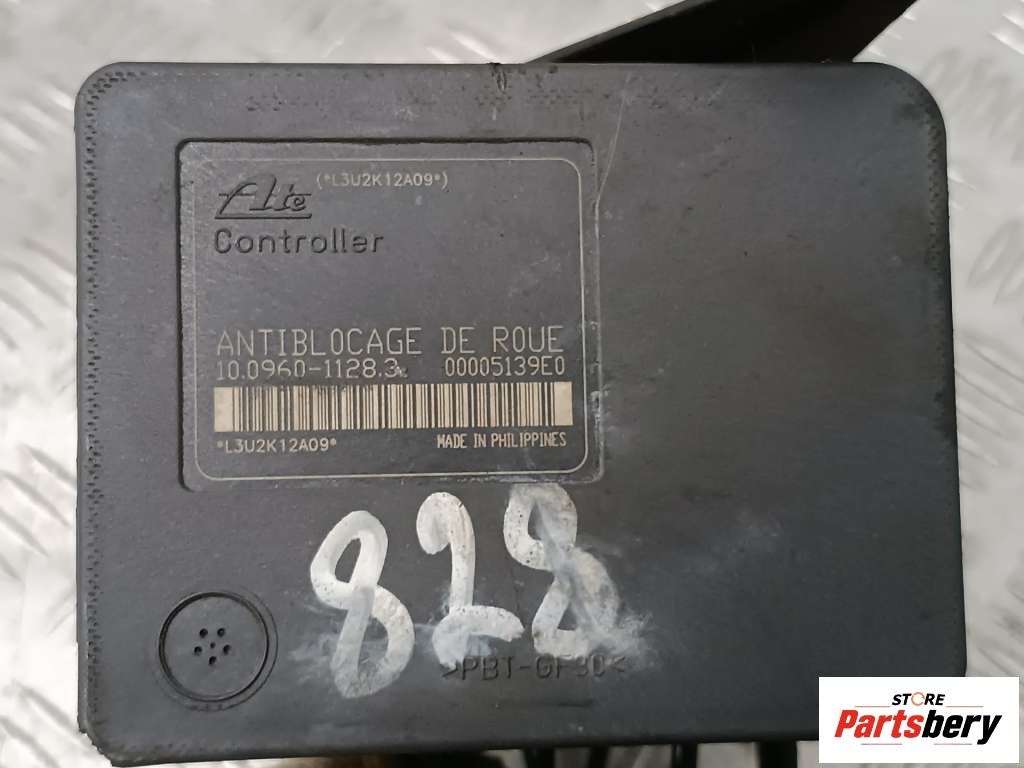 Ate
(*L3U2K12A09*)
Controller
ANTIBLOCAGE DE ROUE
10.0960-1128.3 00005139E0
*L3U2K12A09*
MADE IN PHILIPPINES
828
>PBT-GF30<
STORE
Partsbery